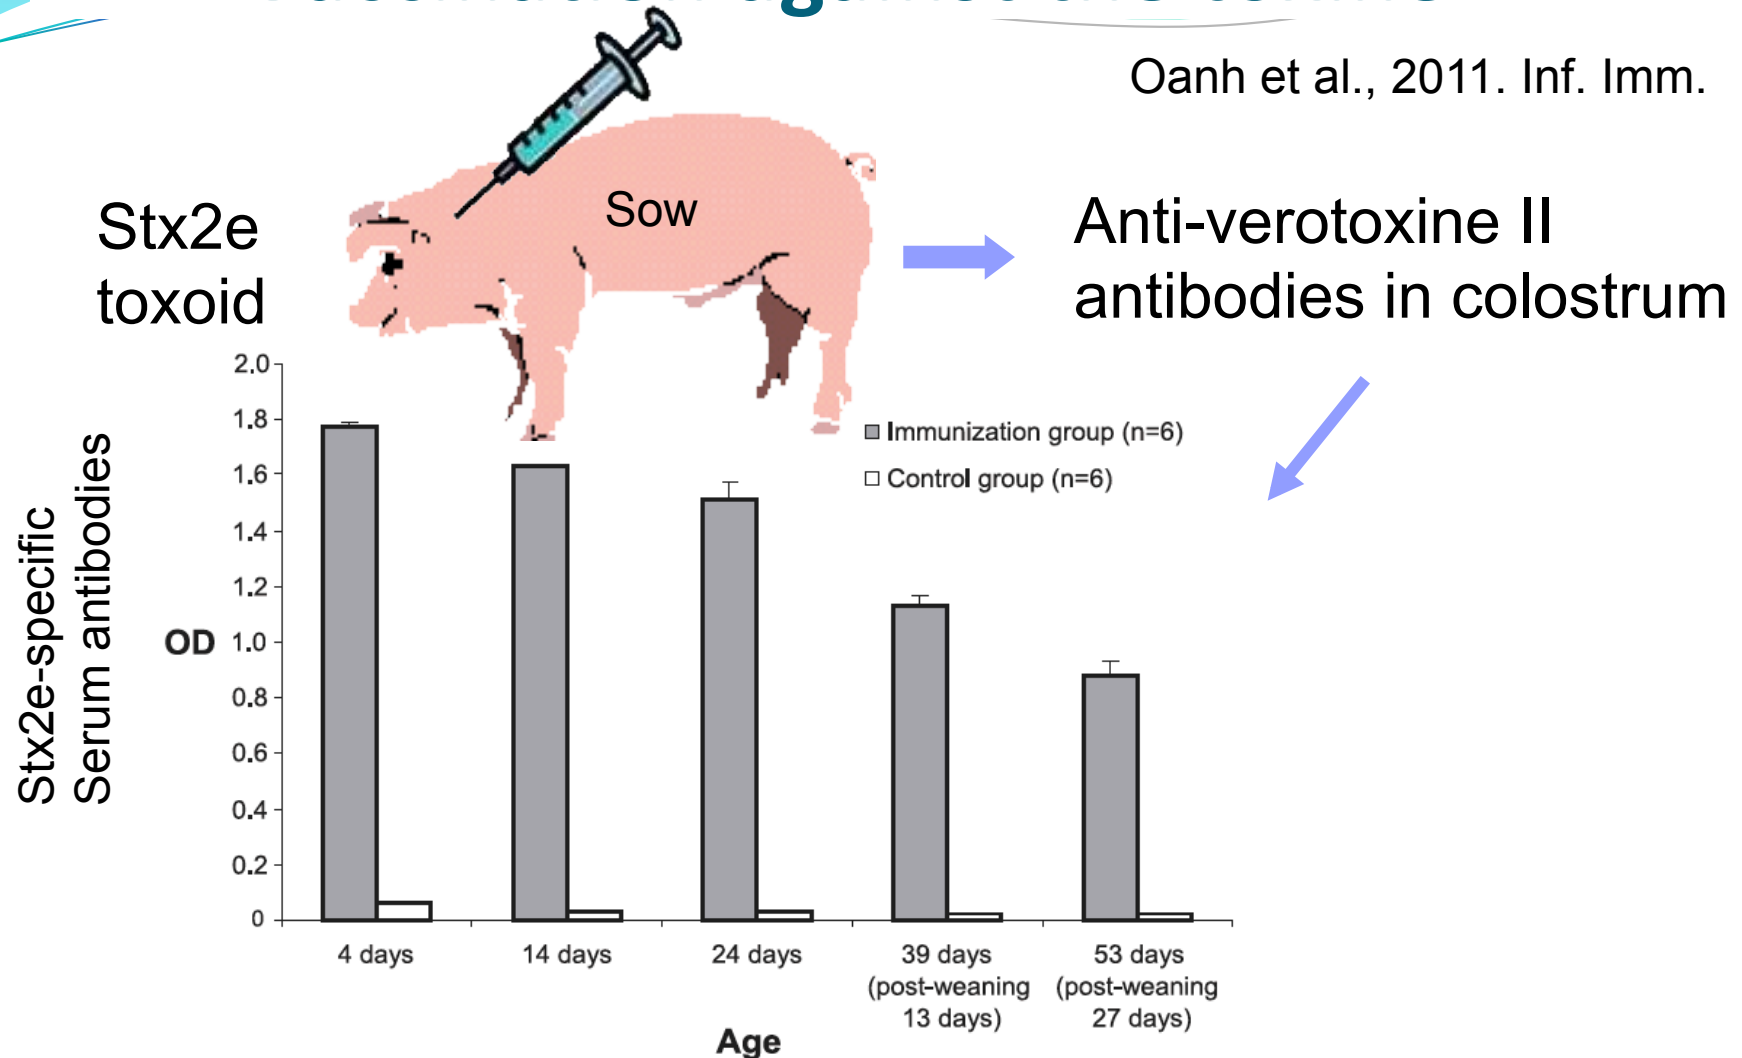 Oanh et al., 2011. Inf. Imm.
Sow
Stx2e
toxoid
Anti-verotoxine II
antibodies in colostrum
Stx2e-specific
Serum antibodies
OD
2.0
1.8
1.6
1.4
1.2
1.0
0.8
0.6
0.4
0.2
0
Immunization group (n=6)
Control group (n=6)
4 days
14 days
24 days
39 days
(post-weaning
13 days)
53 days
(post-weaning
27 days)
Age